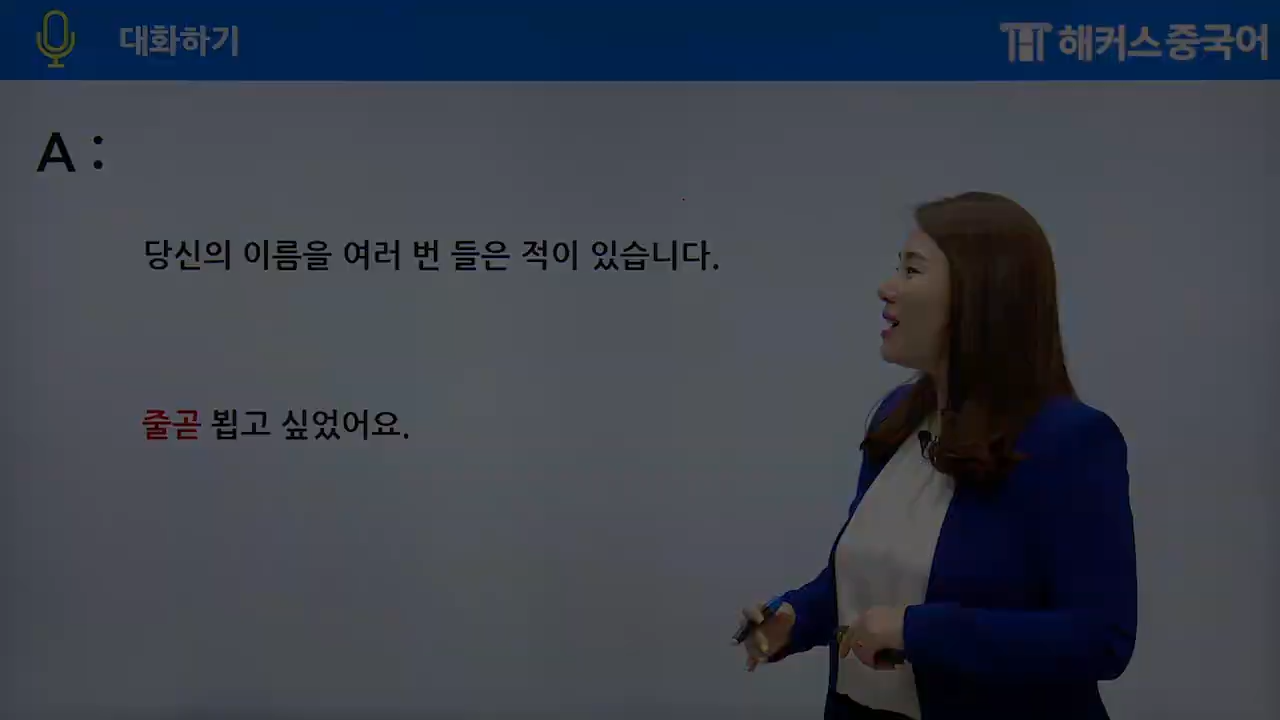 대화하기
해커스 중국어
A :
당신의 이름을 여러 번 들은 적이 있습니다.
줄곧 뵙고 싶었어요.